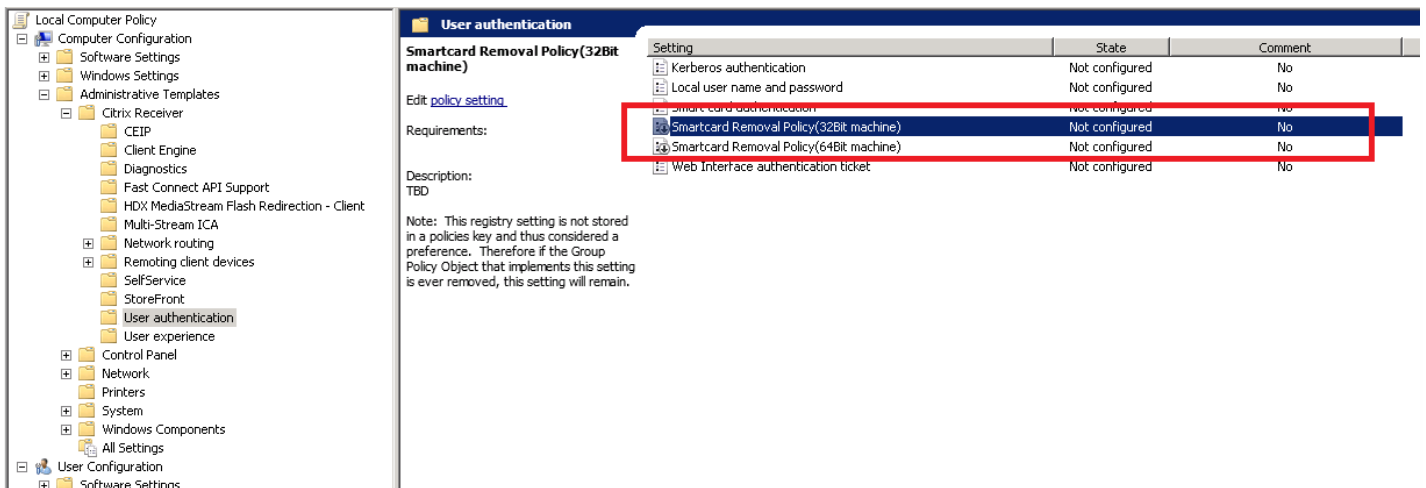 Local Computer Policy
Computer Configuration
Software Settings
Windows Settings
Administrative Templates
Citrix Receiver
CEIP
Client Engine
Diagnostics
Fast Connect API Support
HDX MediaStream Flash Redirection - Client
Multi-Stream ICA
Network routing
Remoting client devices
SelfService
StoreFront
User authentication
User experience
Control Panel
Network
Printers
System
Windows Components
All Settings
User Configuration
Software Settings
User authentication
Smartcard Removal Policy(32Bit
machine)
Edit policy setting
Requirements:
Description:
TBD
Note: This registry setting is not stored
in a policies key and thus considered a
preference. Therefore if the Group
Policy Object that implements this setting
is ever removed, this setting will remain.
Setting State Comment
Kerberos authentication Not configured No
Local user name and password Not configured No
Smart card authentication Not configured No
Smartcard Removal Policy(32Bit machine) Not configured No
Smartcard Removal Policy(64Bit machine) Not configured No
Web Interface authentication ticket Not configured No